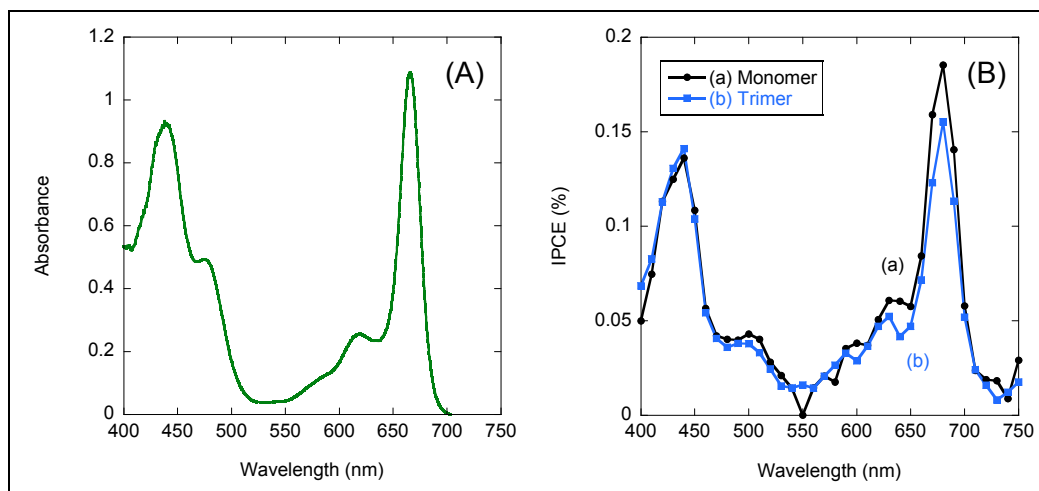 (A)
1.2
1
0.8
0.6
0.4
0.2
0
Absorbance
400 450 500 550 600 650 700 750
Wavelength (nm)
(B)
(a) Monomer
(b) Trimer
0.2
0.15
0.1
0.05
0
IPCE (%)
(a)
(b)
400 450 500 550 600 650 700 750
Wavelength (nm)